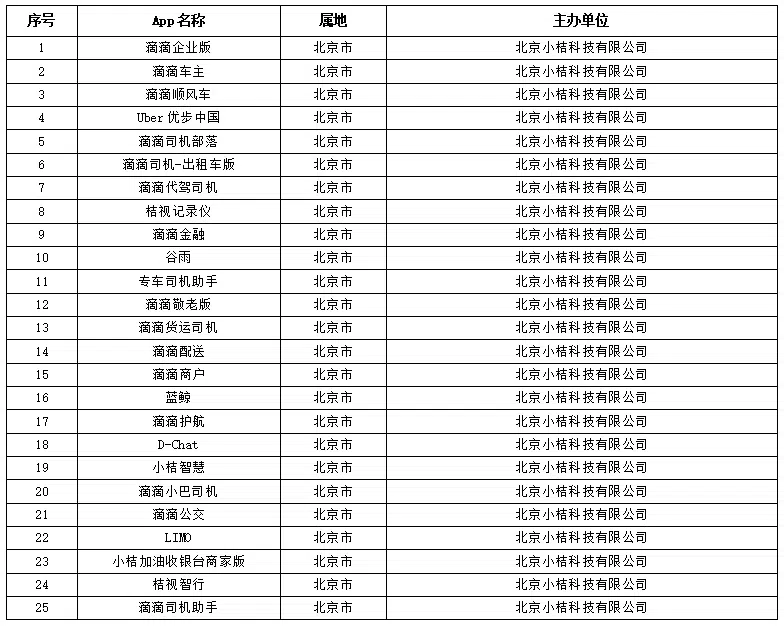 序号 App名称 属地 主办单位
1 滴滴企业版 北京市 北京小桔科技有限公司
2 滴滴车主 北京市 北京小桔科技有限公司
3 滴滴顺风车 北京市 北京小桔科技有限公司
4 Uber优步中国 北京市 北京小桔科技有限公司
5 滴滴司机部落 北京市 北京小桔科技有限公司
6 滴滴司机-出租车版 北京市 北京小桔科技有限公司
7 滴滴代驾司机 北京市 北京小桔科技有限公司
8 桔视记录仪 北京市 北京小桔科技有限公司
9 滴滴金融 北京市 北京小桔科技有限公司
10 谷雨 北京市 北京小桔科技有限公司
11 专车司机助手 北京市 北京小桔科技有限公司
12 滴滴敬老版 北京市 北京小桔科技有限公司
13 滴滴货运司机 北京市 北京小桔科技有限公司
14 滴滴配送 北京市 北京小桔科技有限公司
15 滴滴商户 北京市 北京小桔科技有限公司
16 蓝鲸 北京市 北京小桔科技有限公司
17 滴滴护航 北京市 北京小桔科技有限公司
18 D-Chat 北京市 北京小桔科技有限公司
19 小桔智慧 北京市 北京小桔科技有限公司
20 滴滴小巴司机 北京市 北京小桔科技有限公司
21 滴滴公交 北京市 北京小桔科技有限公司
22 LIMO 北京市 北京小桔科技有限公司
23 小桔加油收银台商家版 北京市 北京小桔科技有限公司
24 桔视智行 北京市 北京小桔科技有限公司
25 滴滴司机助手 北京市 北京小桔科技有限公司